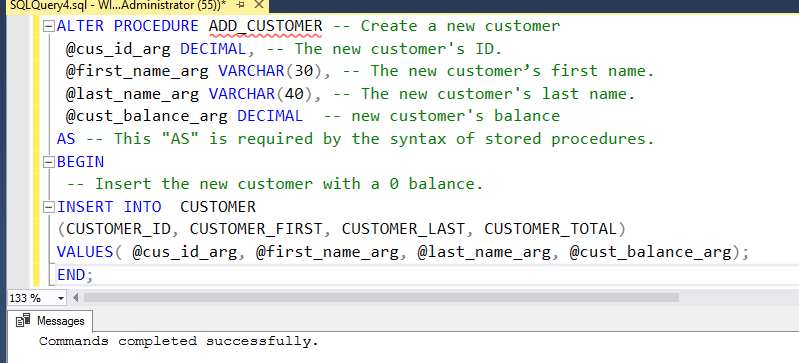 SQLQuery4.sql - WI...Administrator (55))*
ALTER PROCEDURE ADD_CUSTOMER -- Create a new customer
@cus_id_arg DECIMAL, -- The new customer's ID.
@first_name_arg VARCHAR(30), -- The new customer’s first name.
@last_name_arg VARCHAR(40), -- The new customer's last name.
@cust_balance_arg DECIMAL  -- new customer's balance
AS -- This "AS" is required by the syntax of stored procedures.
BEGIN
-- Insert the new customer with a 0 balance.
INSERT INTO  CUSTOMER
(CUSTOMER_ID, CUSTOMER_FIRST, CUSTOMER_LAST, CUSTOMER_TOTAL)
VALUES( @cus_id_arg, @first_name_arg, @last_name_arg, @cust_balance_arg);
END;
133 %
Messages
Commands completed successfully.